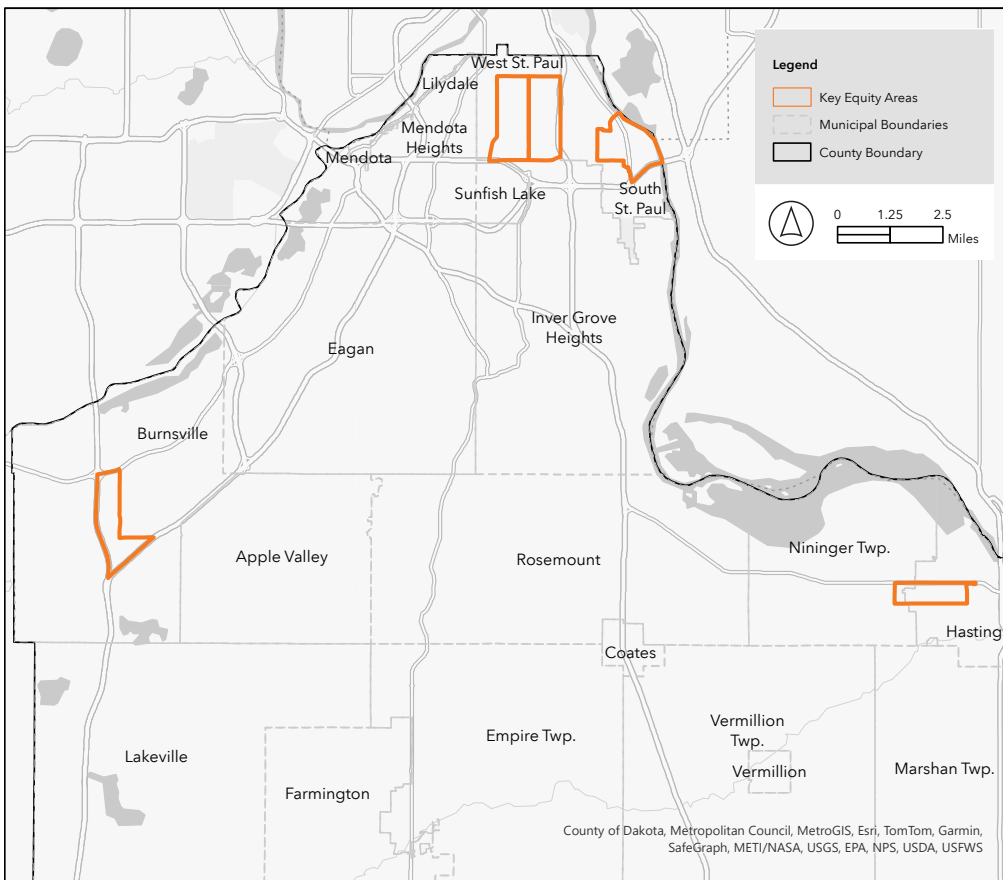 West St. Paul
Lilydale
Mendota
Heights
Mendota
Sunfish Lake
South
St. Paul
Inver Grove
Heights
Eagan
Burnsville
Apple Valley
Rosemount
Nininger Twp.
Hasting
Coates
Lakeville
Farmington
Empire Twp.
Vermillion
Twp.
Vermillion
Marshan Twp.
Legend
Key Equity Areas
Municipal Boundaries
County Boundary
0 1.25 2.5
Miles
County of Dakota, Metropolitan Council, MetroGIS, Esri, TomTom, Garmin,
SafeGraph, METI/NASA, USGS, EPA, NPS, USDA, USFWS